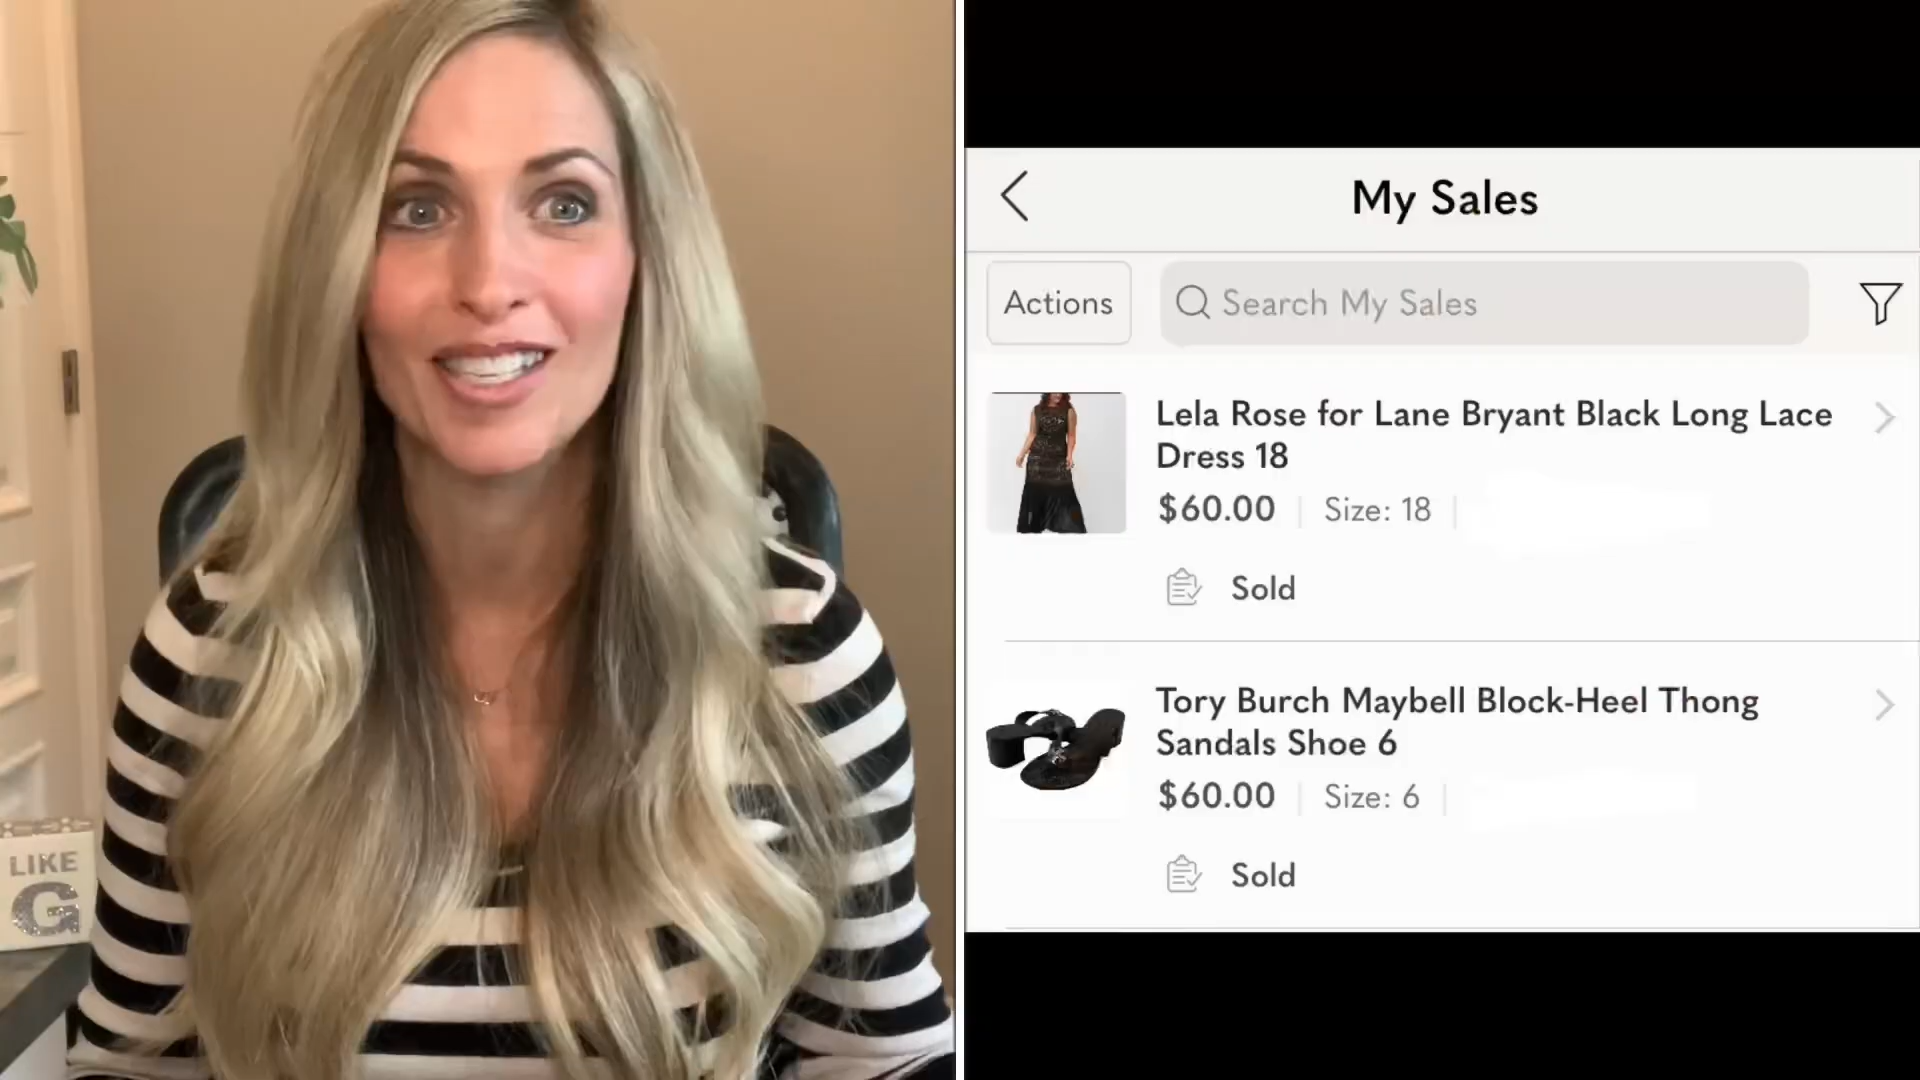 LIKE
G
My Sales
Actions
Search My Sales
Lela Rose for Lane Bryant Black Long Lace
Dress 18
$60.00 | Size: 18 |
Sold
Tory Burch Maybell Block-Heel Thong
Sandals Shoe 6
$60.00 | Size: 6 |
Sold